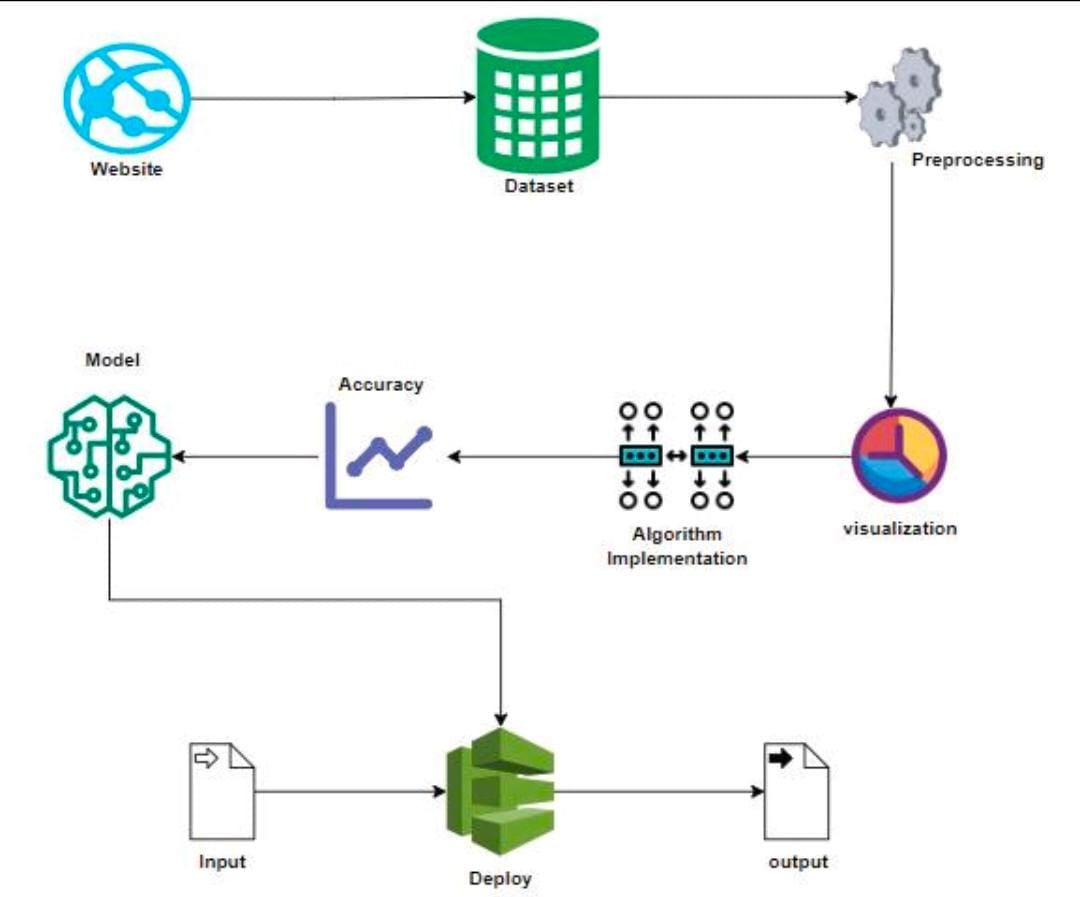 Website
Dataset
Preprocessing
Model
Accuracy
Algorithm
Implementation
visualization
Input
Deploy
output